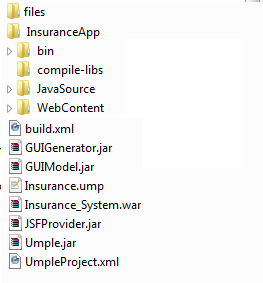 files
InsuranceApp
bin
compile-libs
JavaSource
WebContent
build.xml
GUIGenerator.jar
GUIModel.jar
Insurance.ump
Insurance_System.war
JSFProvider.jar
Umple.jar
UmpleProject.xml